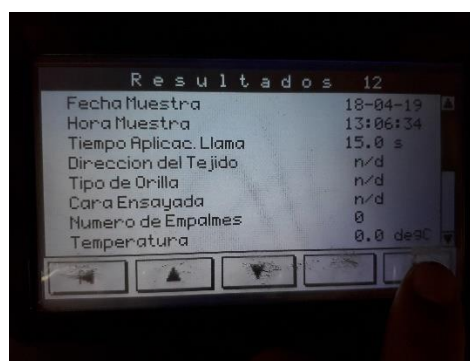 Resultados 12
Fecha Muestra 18-04-19
Hora Muestra 13:06:34
Tiempo Aplicac. Llama 15.0 s
Direccion del Tejido n/d
Tipo de Orilla n/d
Cara Ensayada n/d
Numero de Empalmes 0
Temperatura 0.0 degC